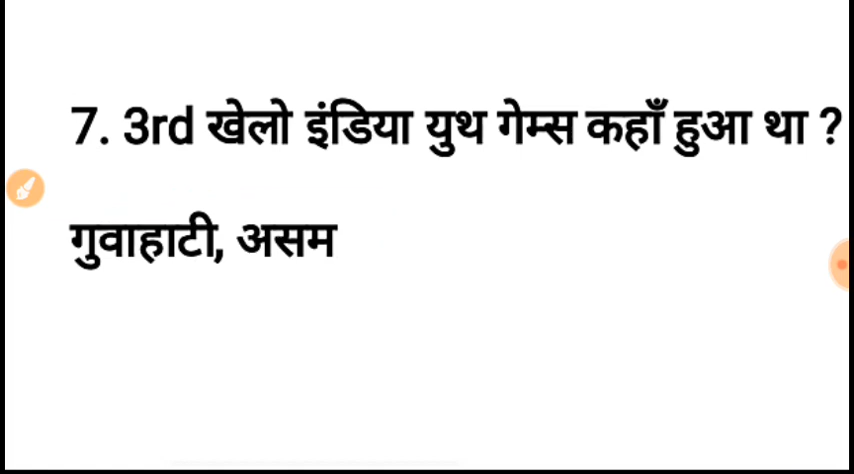 7. 3rd खेलो इंडिया युथ गेम्स कहाँ हुआ था ?
गुवाहाटी, असम